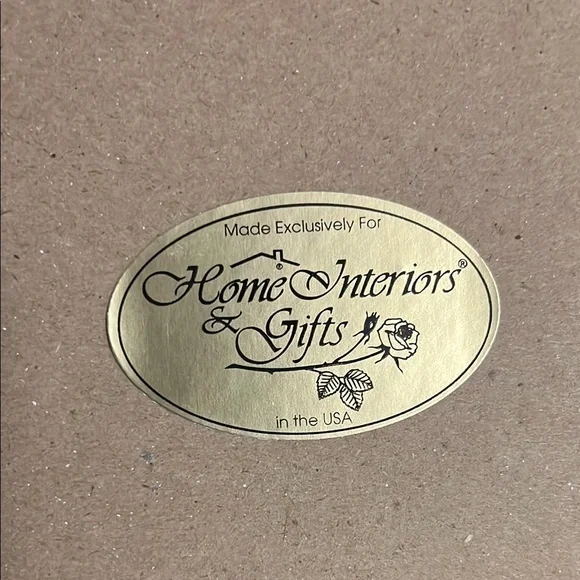 Made Exclusively For
®
Home Interiors®
& Gifts
in the USA